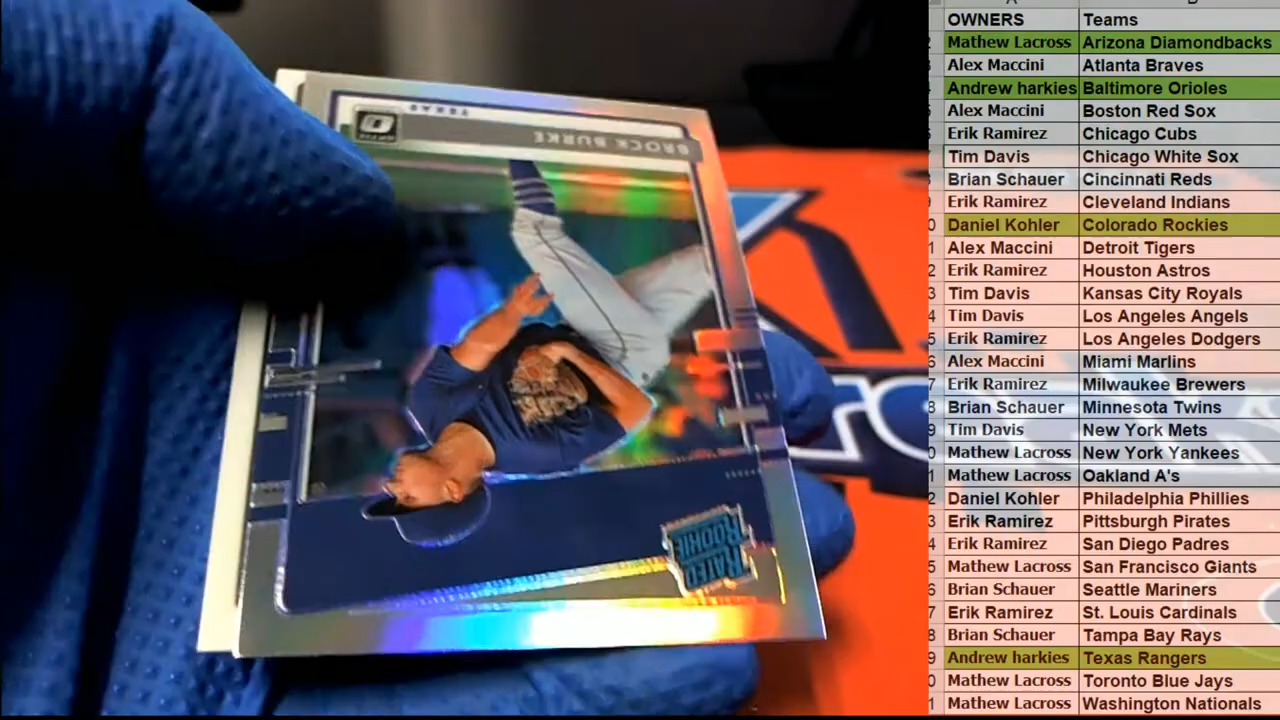 TEXAS
OPTIC
BROCK BURKE
RATED
ROOKIE
OWNERS Teams
Mathew Lacross Arizona Diamondbacks
Alex Maccini Atlanta Braves
Andrew harkies Baltimore Orioles
Alex Maccini Boston Red Sox
Erik Ramirez Chicago Cubs
Tim Davis Chicago White Sox
Brian Schauer Cincinnati Reds
Erik Ramirez Cleveland Indians
Daniel Kohler Colorado Rockies
Alex Maccini Detroit Tigers
Erik Ramirez Houston Astros
Tim Davis Kansas City Royals
Tim Davis Los Angeles Angels
Erik Ramirez Los Angeles Dodgers
Alex Maccini Miami Marlins
Erik Ramirez Milwaukee Brewers
Brian Schauer Minnesota Twins
Tim Davis New York Mets
Mathew Lacross New York Yankees
Mathew Lacross Oakland A's
Daniel Kohler Philadelphia Phillies
Erik Ramirez Pittsburgh Pirates
Erik Ramirez San Diego Padres
Mathew Lacross San Francisco Giants
Brian Schauer Seattle Mariners
Erik Ramirez St. Louis Cardinals
Brian Schauer Tampa Bay Rays
Andrew harkies Texas Rangers
Mathew Lacross Toronto Blue Jays
Mathew Lacross Washington Nationals